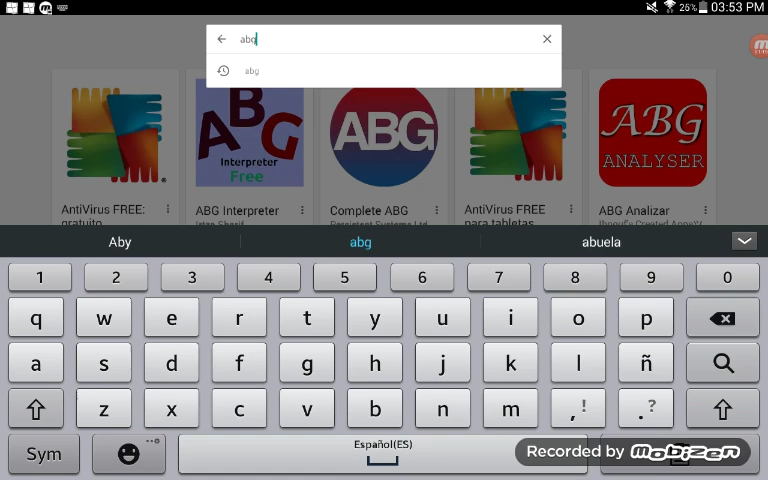 25% 03:53 PM
abg
abg
ABG
Interpreter
Free
ABG
ABG
ANALYSER
AntiVirus FREE:
gratuito
ABG Interpreter
Complete ABG
AntiVirus FREE
para tabletas
ABG Analizar
Aby abg abuela
1 2 3 4 5 6 7 8 9 0
q w e r t y u i o p
a s d f g h j k l ñ
z x c v b n m , ! . ?
Sym
Español(ES)
Recorded by mobizen